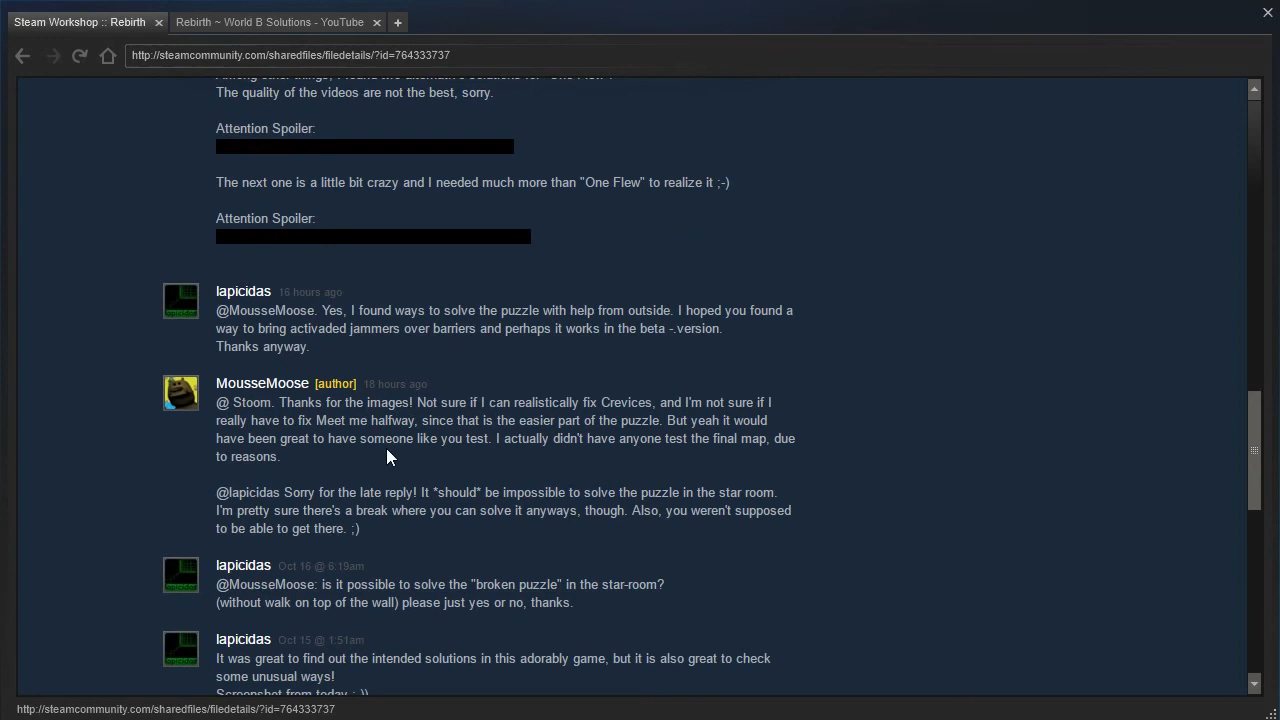 Steam Workshop :: Rebirth
Rebirth ~ World B Solutions - YouTube
http://steamcommunity.com/sharedfiles/filedetails/?id=764333737
The quality of the videos are not the best, sorry.
Attention Spoiler:
The next one is a little bit crazy and I needed much more than "One Flew" to realize it ;-)
Attention Spoiler:
lapicidas 16 hours ago
@MousseMoose. Yes, I found ways to solve the puzzle with help from outside. I hoped you found a
way to bring activaded jammers over barriers and perhaps it works in the beta -.version.
Thanks anyway.
MousseMoose [author] 18 hours ago
@ Stoom. Thanks for the images! Not sure if I can realistically fix Crevices, and I'm not sure if I
really have to fix Meet me halfway, since that is the easier part of the puzzle. But yeah it would
have been great to have someone like you test. I actually didn't have anyone test the final map, due
to reasons.
@lapicidas Sorry for the late reply! It *should* be impossible to solve the puzzle in the star room.
I'm pretty sure there's a break where you can solve it anyways, though. Also, you weren't supposed
to be able to get there. ;)
lapicidas Oct 16 @ 6:19am
@MousseMoose: is it possible to solve the "broken puzzle" in the star-room?
(without walk on top of the wall) please just yes or no, thanks.
lapicidas Oct 15 @ 1:51am
It was great to find out the intended solutions in this adorably game, but it is also great to check
some unusual ways!
Screenshot from today ;-))
http://steamcommunity.com/sharedfiles/filedetails/?id=764333737